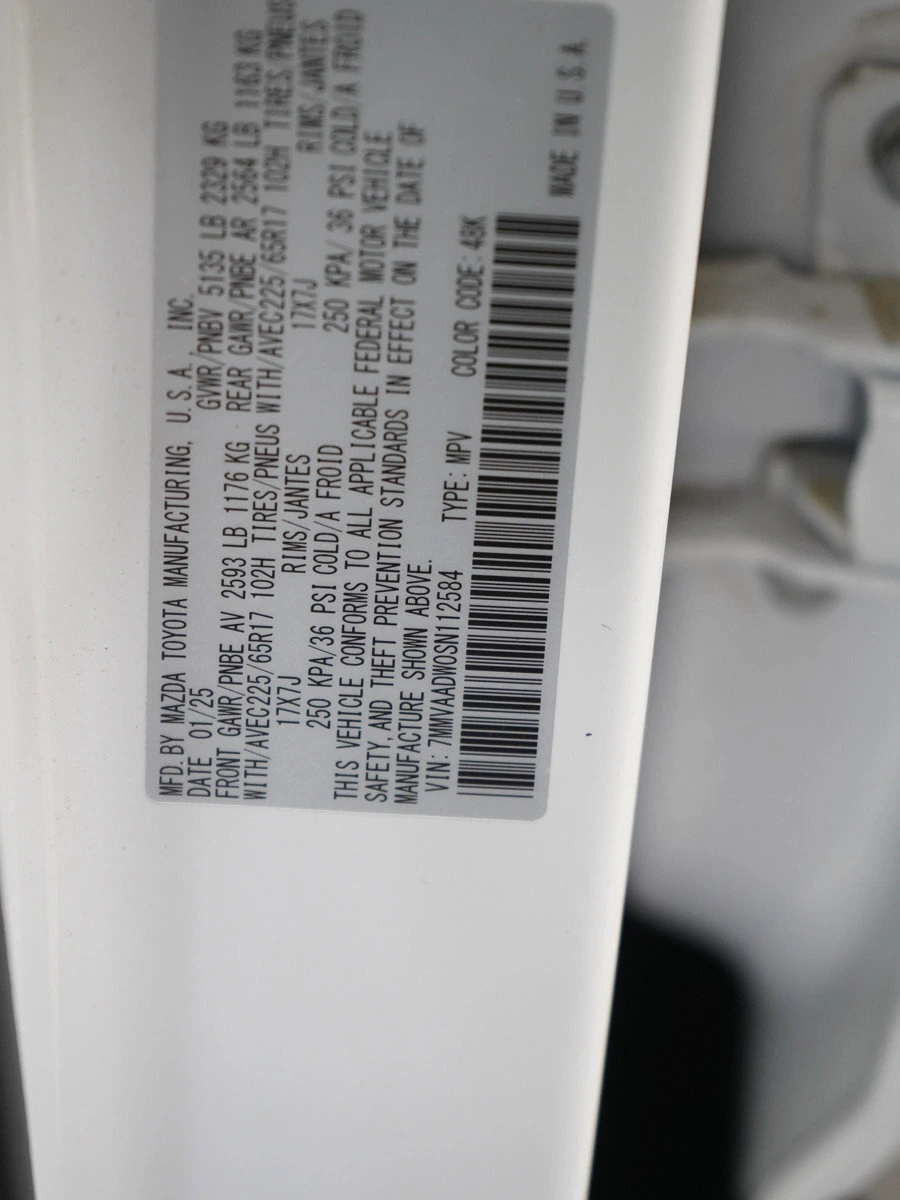 MFD. BY MAZDA TOYOTA MANUFACTURING, U. S. A., INC.
DATE 01/25 GVWR/PNBV 5135 LB 2329 KG
FRONT GAWR/PNBE AV 2593 LB 1176 KG REAR GAWR/PNBE AR 2564 LB 1163 KG
WITH/AVEC225/65R17 102H TIRES/PNEUS WITH/AVEC225/65R17 102H TIRES/PNEUS
17X7J RIMS/JANTES 17X7J RIMS/JANTES
250 KPA/36 PSI COLD/A FROID 250 KPA/ 36 PSI COLD/A FROID
THIS VEHICLE CONFORMS TO ALL APPLICABLE FEDERAL MOTOR VEHICLE
SAFETY, AND THEFT PREVENTION STANDARDS IN EFFECT ON THE DATE OF
MANUFACTURE SHOWN ABOVE.
VIN: 7MMVAADW0SN112584 TYPE: MPV COLOR CODE: 48K
MADE IN U. S. A.